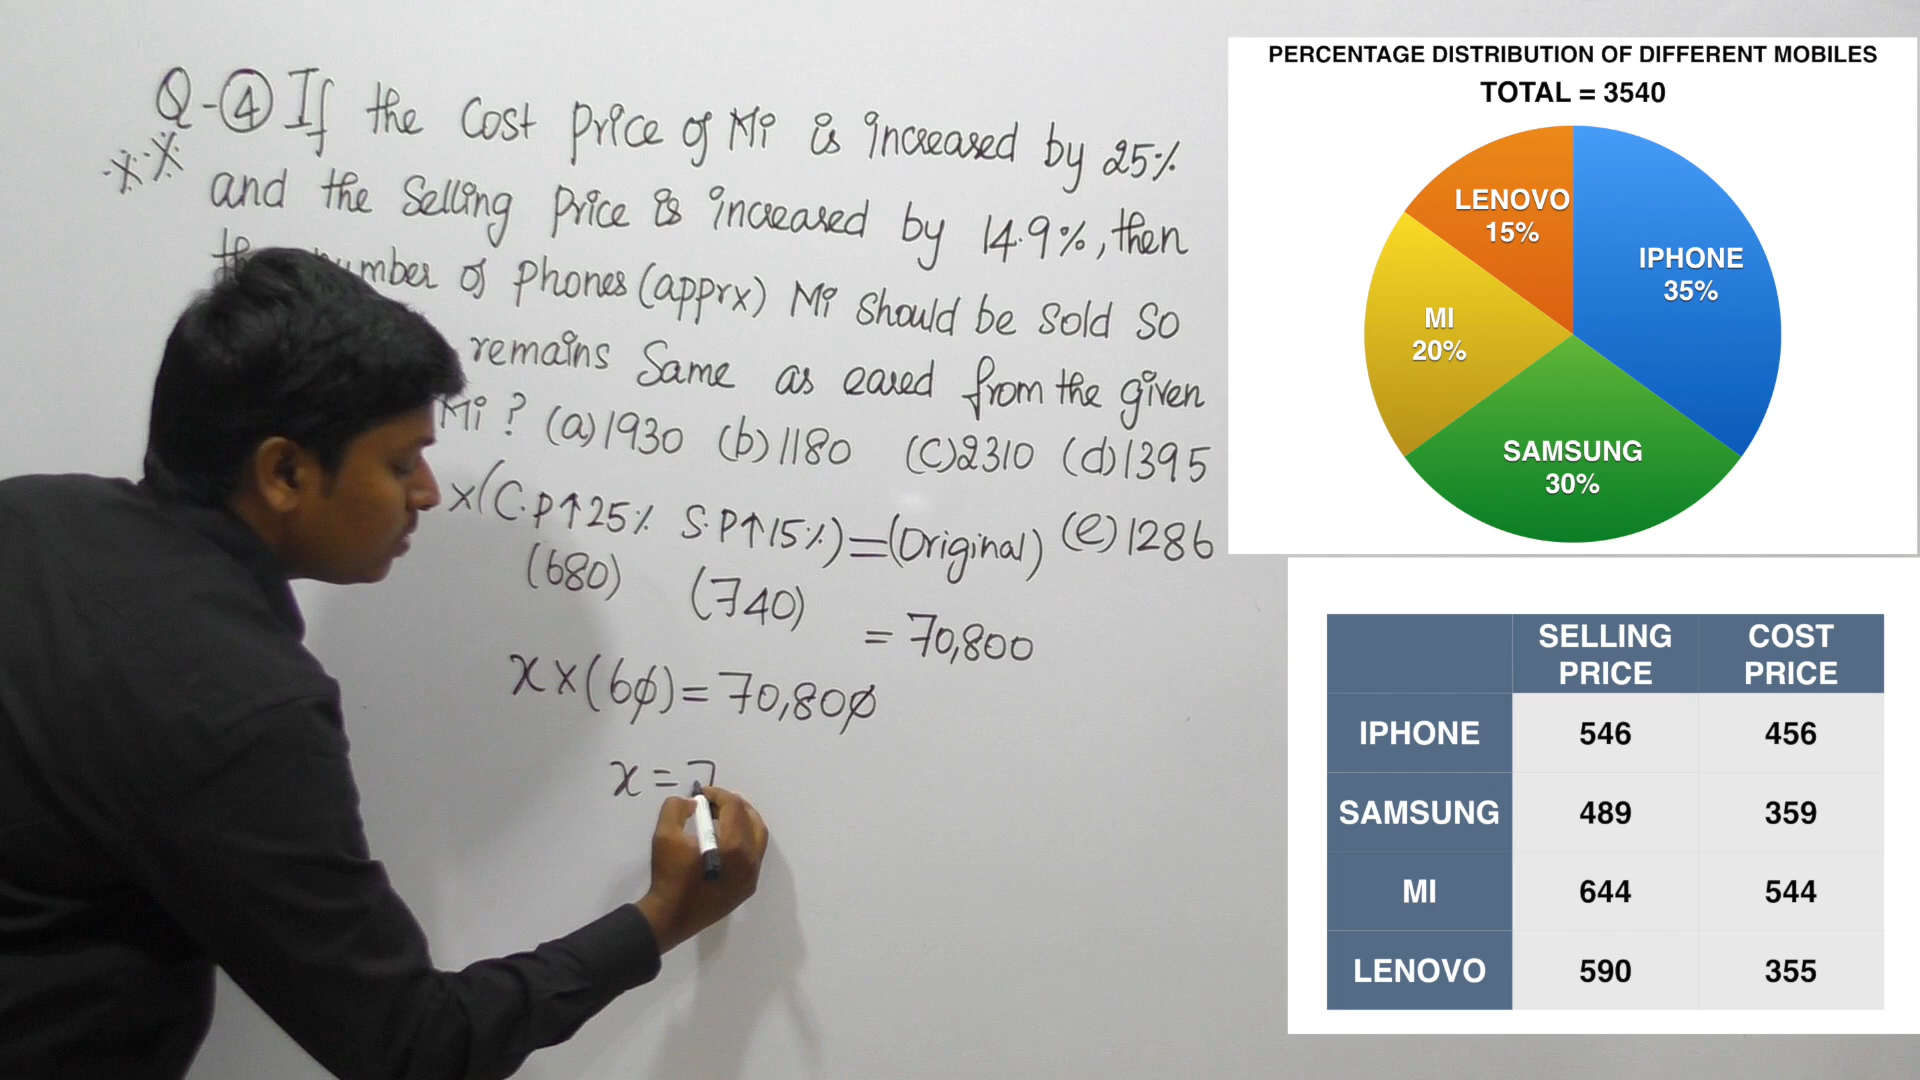 Q-④ If the Cost price of Mi is increased by 25%
and the Selling Price is increased by 14.9%, then
number of phones (apprx) Mi should be sold so
remains Same as eared from the given
Mi ? (a) 1930 (b) 1180 (c) 2310 (d) 1395
x(C.P↑25% S.P↑15%)=(Original) (e) 1286
(680) (740)
= 70,800
x×(60)=70,800
x=7
PERCENTAGE DISTRIBUTION OF DIFFERENT MOBILES
TOTAL = 3540
LENOVO
15%
IPHONE
35%
MI
20%
SAMSUNG
30%
SELLING PRICE COST PRICE
IPHONE 546 456
SAMSUNG 489 359
MI 644 544
LENOVO 590 355